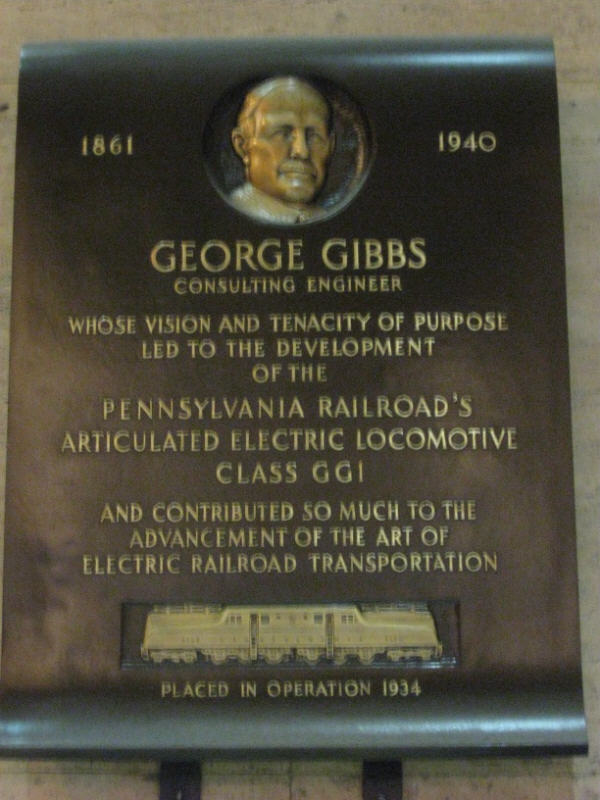 1861 1940
GEORGE GIBBS
CONSULTING ENGINEER
WHOSE VISION AND TENACITY OF PURPOSE
LED TO THE DEVELOPMENT
OF THE
PENNSYLVANIA RAILROAD'S
ARTICULATED ELECTRIC LOCOMOTIVE
CLASS GG1
AND CONTRIBUTED SO MUCH TO THE
ADVANCEMENT OF THE ART OF
ELECTRIC RAILROAD TRANSPORTATION
PLACED IN OPERATION 1934